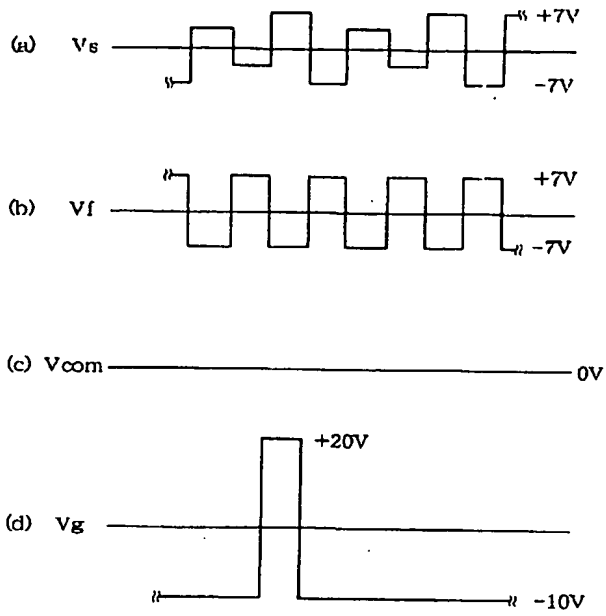 (a) Vs +7V
-7V
(b) Vf +7V
-7V
(c) Vcom 0V
+20V
(d) Vg
-10V